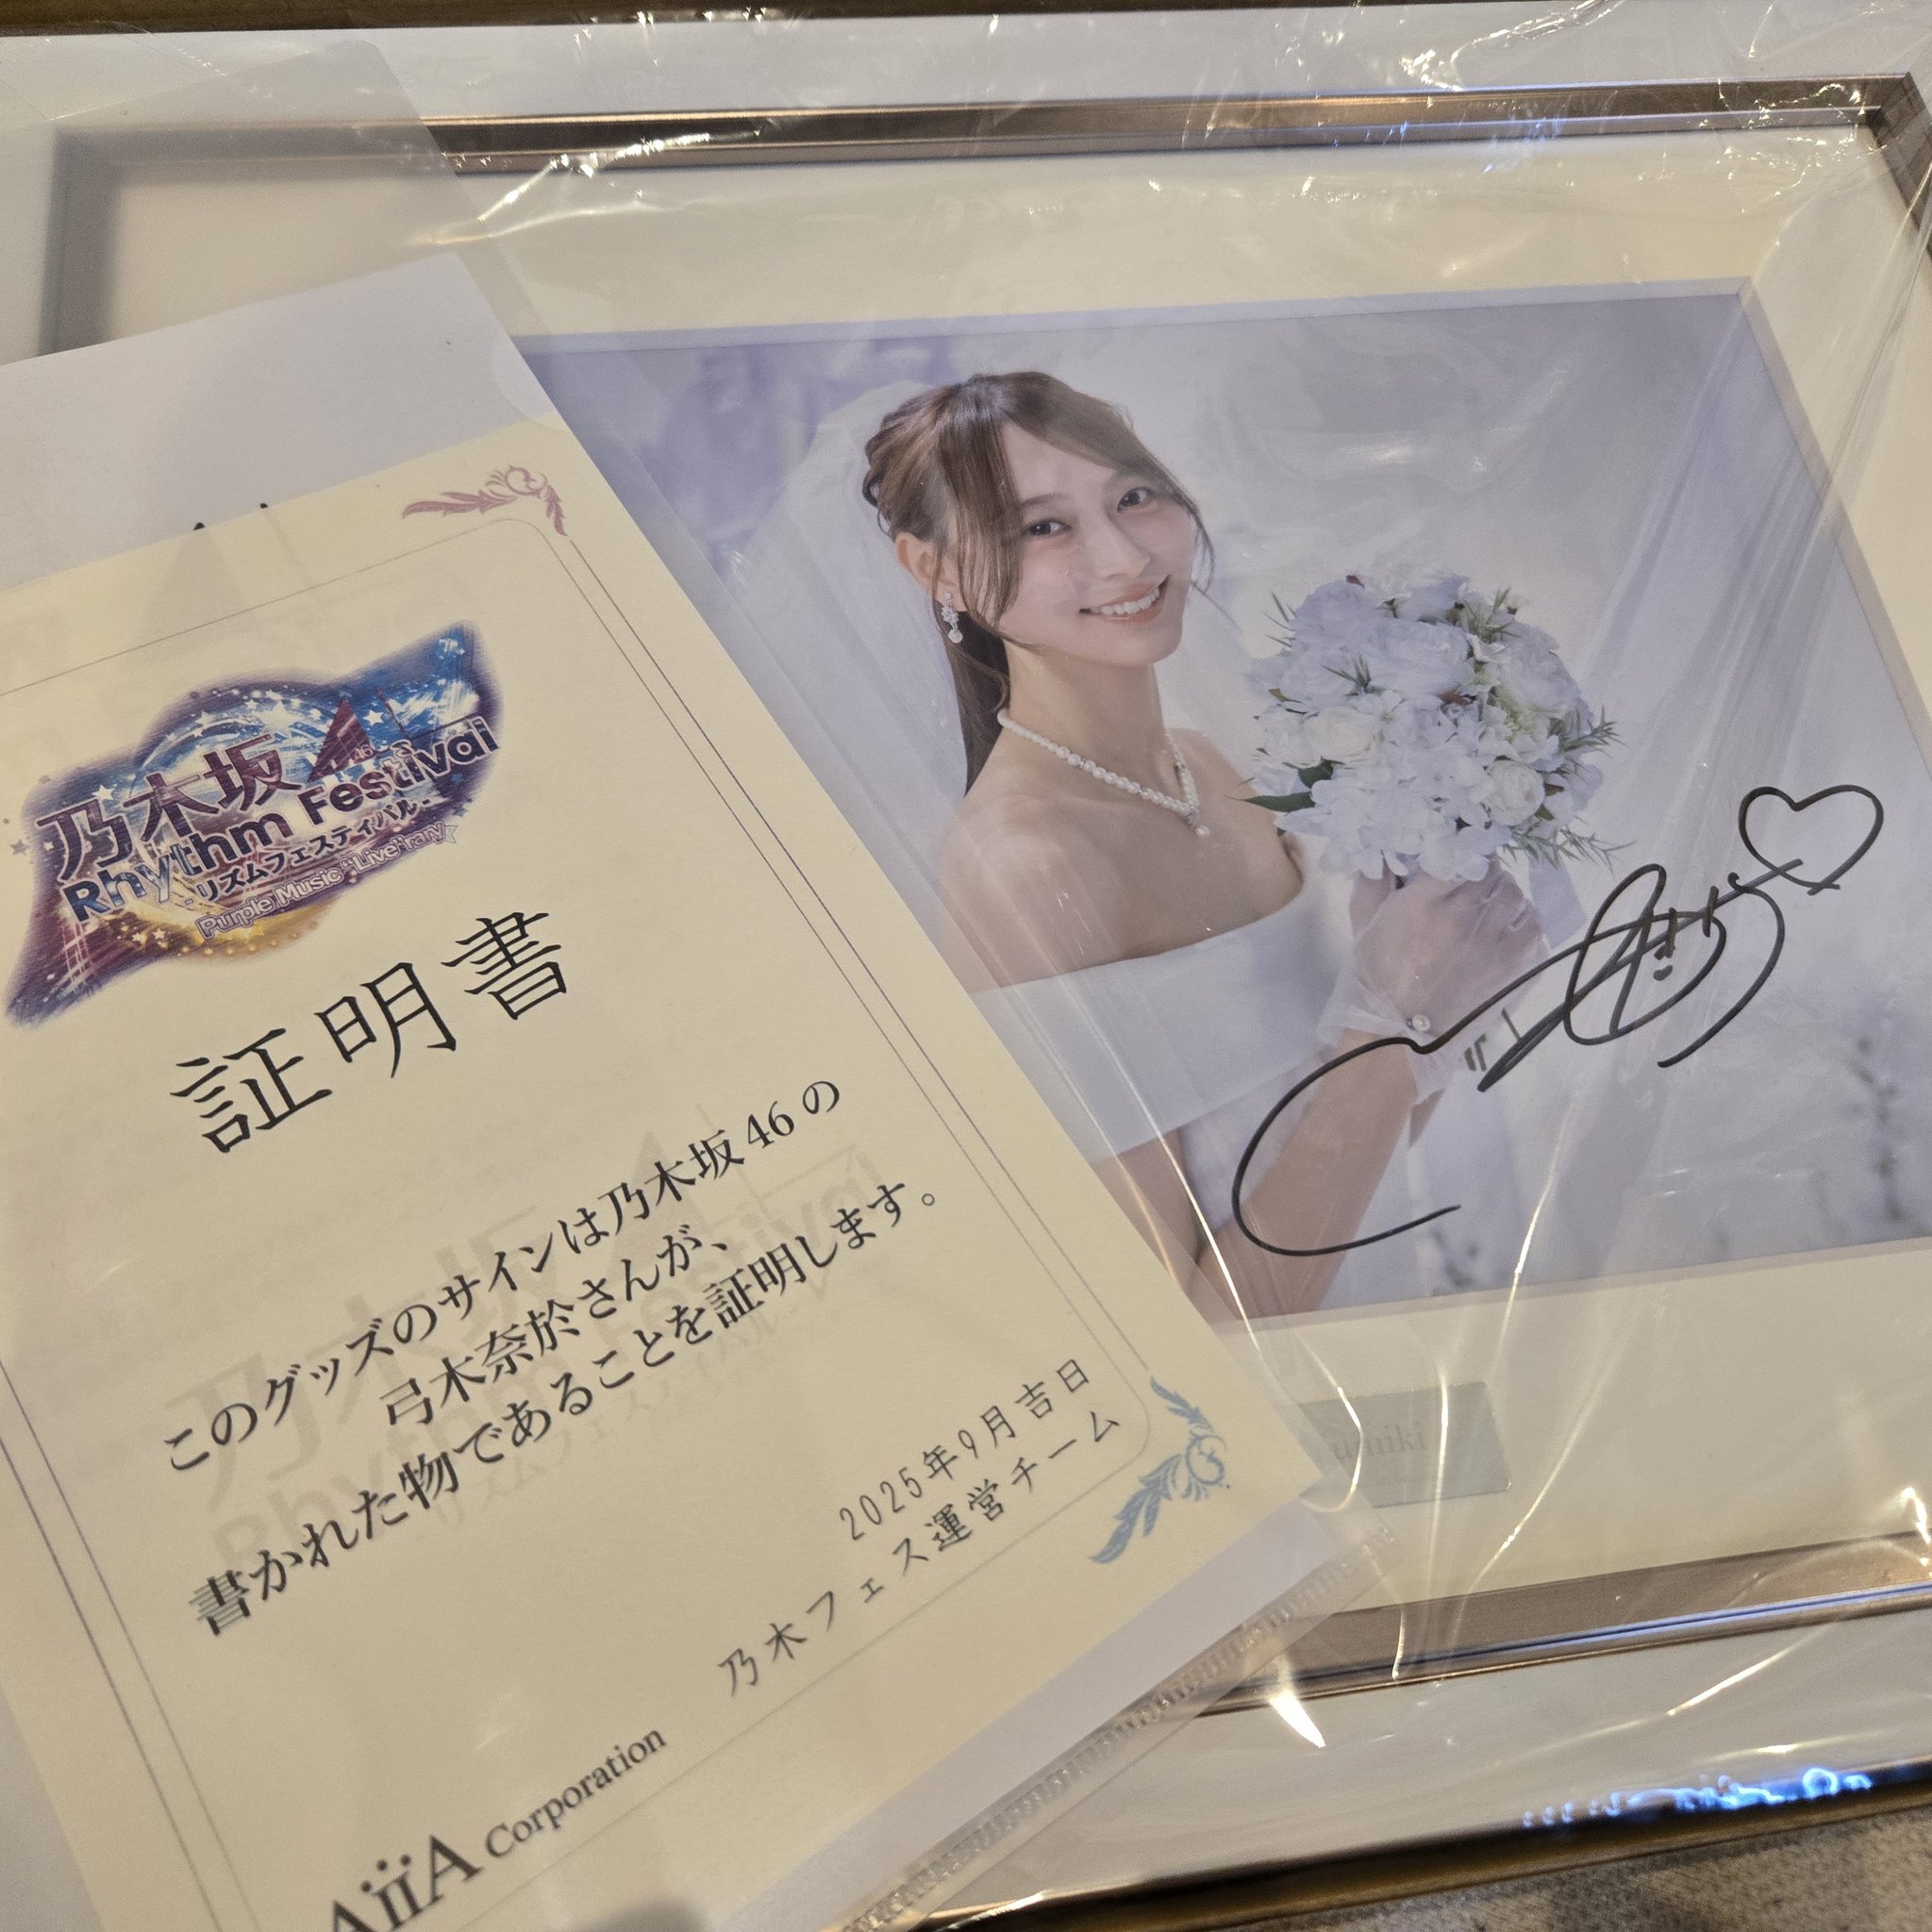 乃木坂46
Rhythm Festival
-リズムフェスティバル-
Purple Music "Live"rary
証明書
このグッズのサインは乃木坂46の
弓木奈於さんが、
書かれた物であることを証明します。
2025年9月吉日
乃木フェス運営チーム
AiiA Corporation